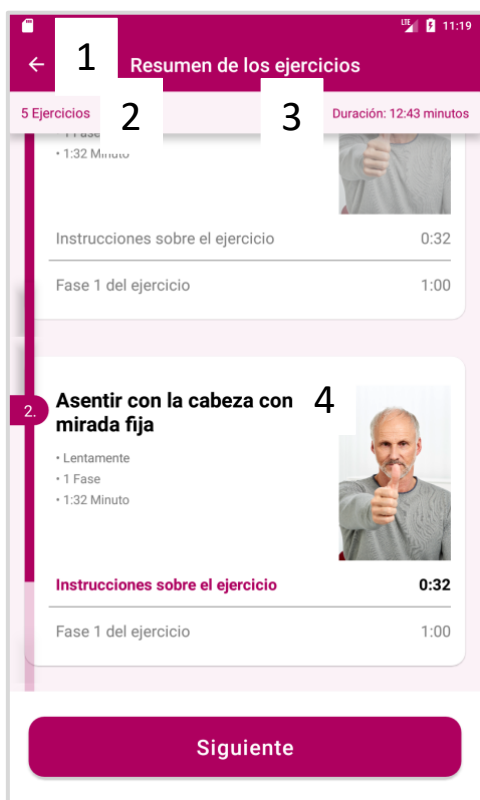 LTE 11:19
1 Resumen de los ejercicios
5 Ejercicios 2 3 Duración: 12:43 minutos
• 1 Fase
• 1:32 Minuto
Instrucciones sobre el ejercicio 0:32
Fase 1 del ejercicio 1:00
2. Asentir con la cabeza con 4
mirada fija
• Lentamente
• 1 Fase
• 1:32 Minuto
Instrucciones sobre el ejercicio 0:32
Fase 1 del ejercicio 1:00
Siguiente